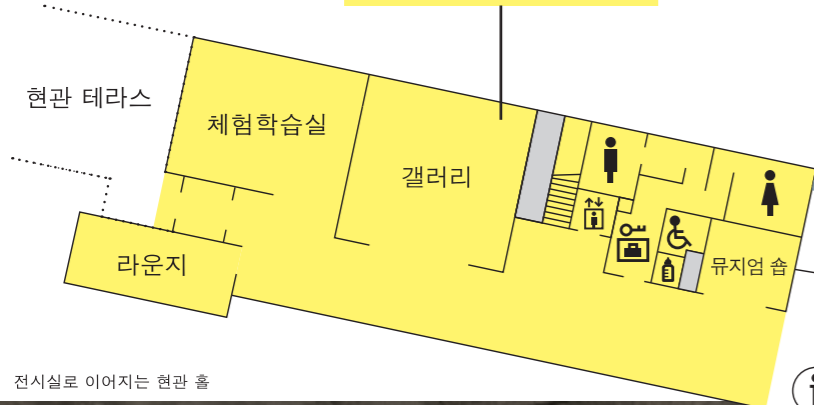 현관 테라스
체험학습실
갤러리
라운지
뮤지엄 숍
전시실로 이어지는 현관 홀